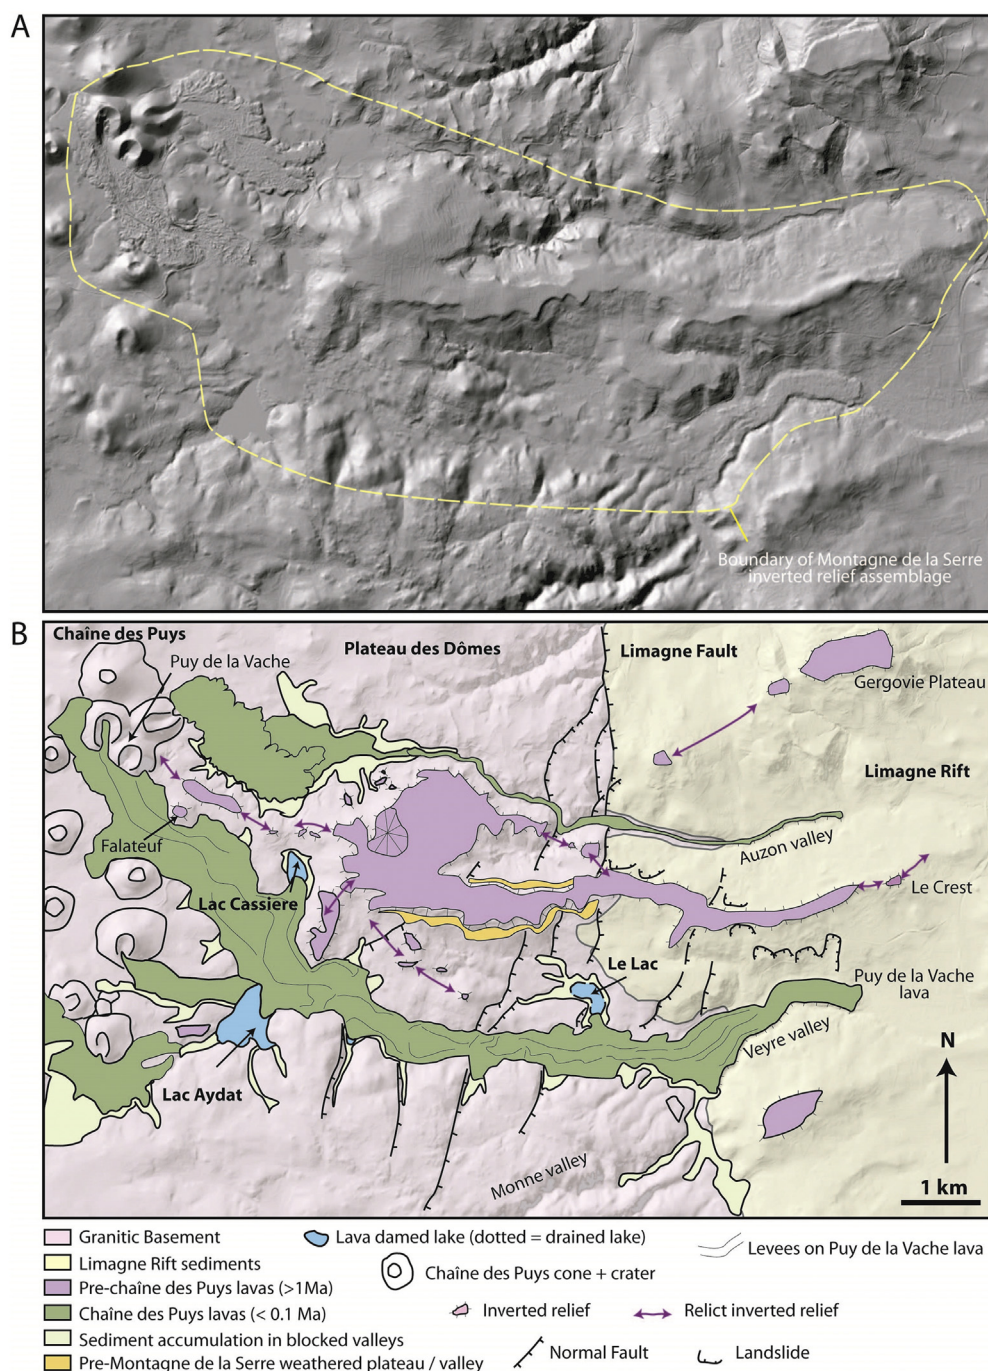 A
Boundary of Montagne de la Serre
inverted relief assemblage
B
Chaîne des Puys
Puy de la Vache
Plateau des Dômes
Limagne Fault
Gergovie Plateau
Limagne Rift
Falateuf
Auzon valley
Lac Cassiere
Le Crest
Le Lac
Puy de la Vache
lava
Veyre valley
Lac Aydat
N
Monne valley
1 km
Granitic Basement
Limagne Rift sediments
Pre-chaîne des Puys lavas (>1Ma)
Chaîne des Puys lavas (< 0.1 Ma)
Sediment accumulation in blocked valleys
Pre-Montagne de la Serre weathered plateau / valley
Lava damed lake (dotted = drained lake)
Chaîne des Puys cone + crater
Inverted relief
Normal Fault
Levees on Puy de la Vache lava
Relict inverted relief
Landslide